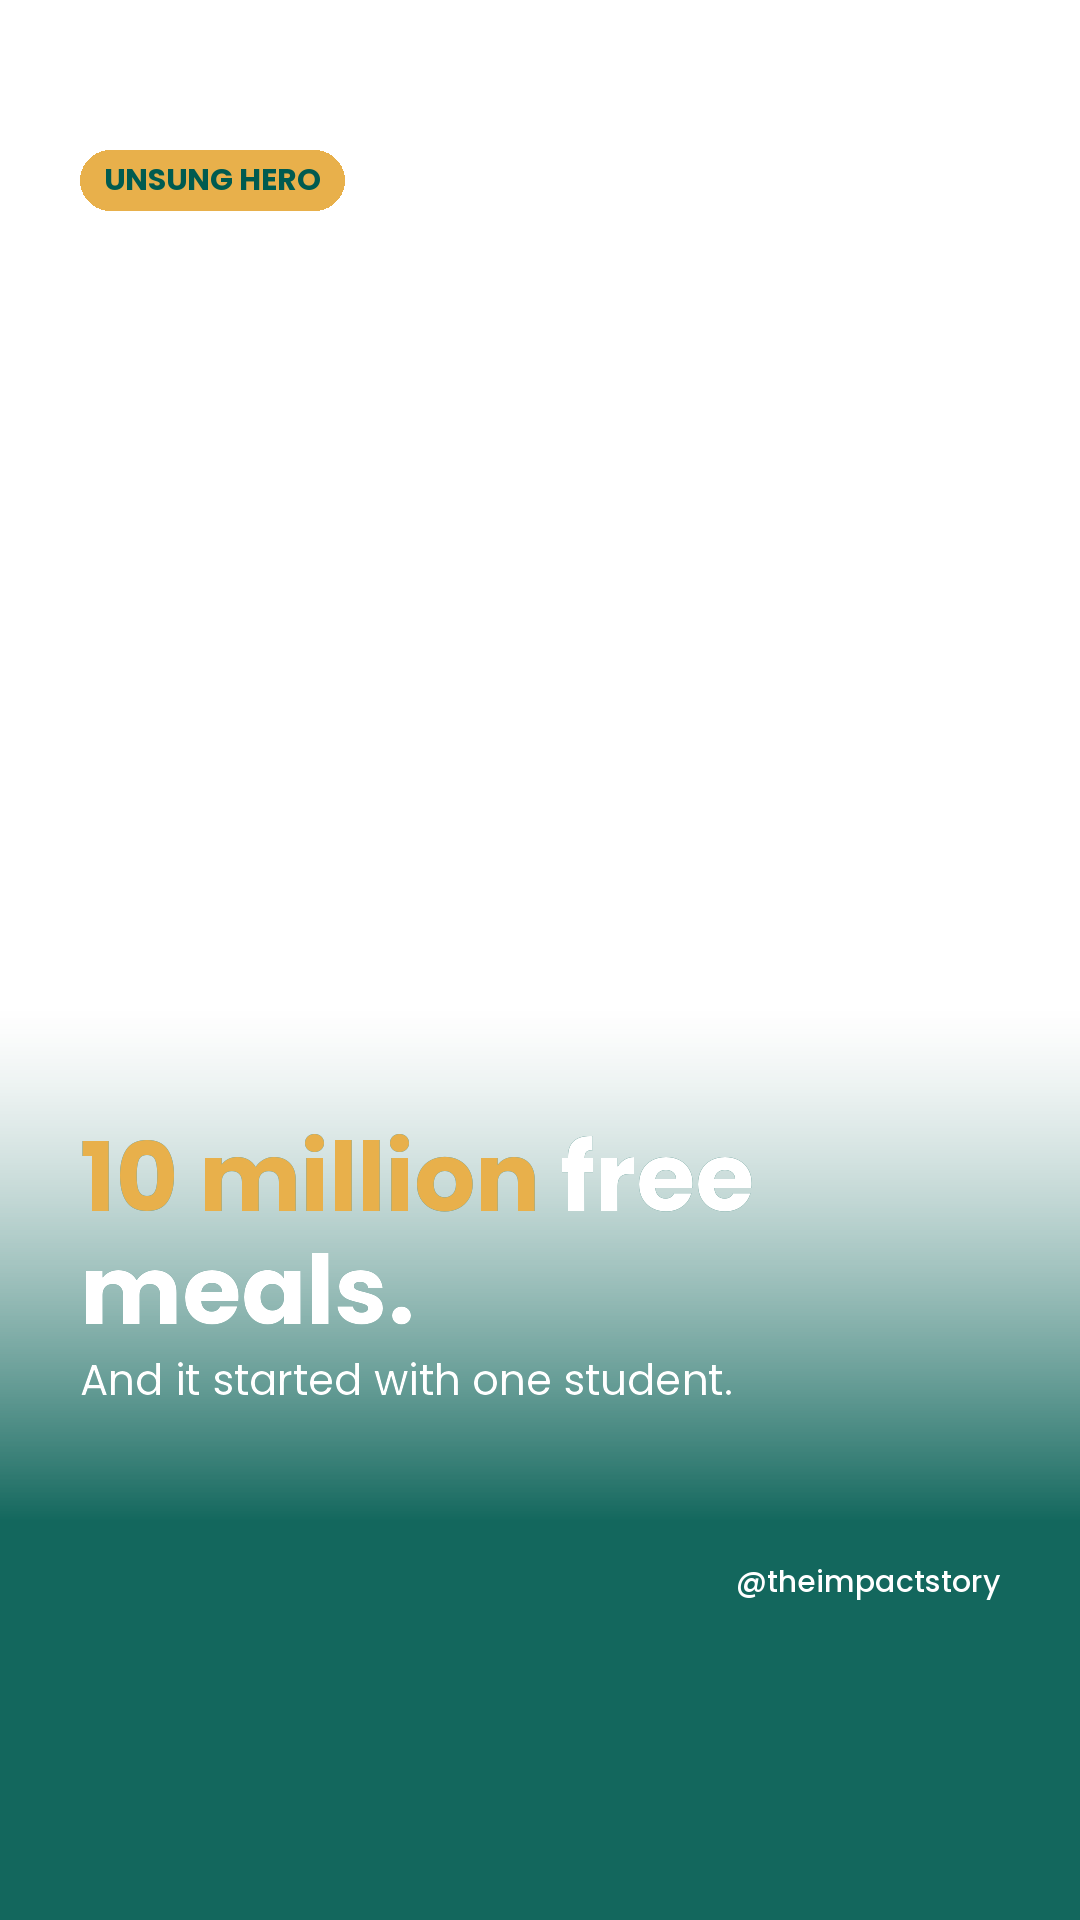 UNSUNG HERO
10 million free
meals.
And it started with one student.
@theimpactstory